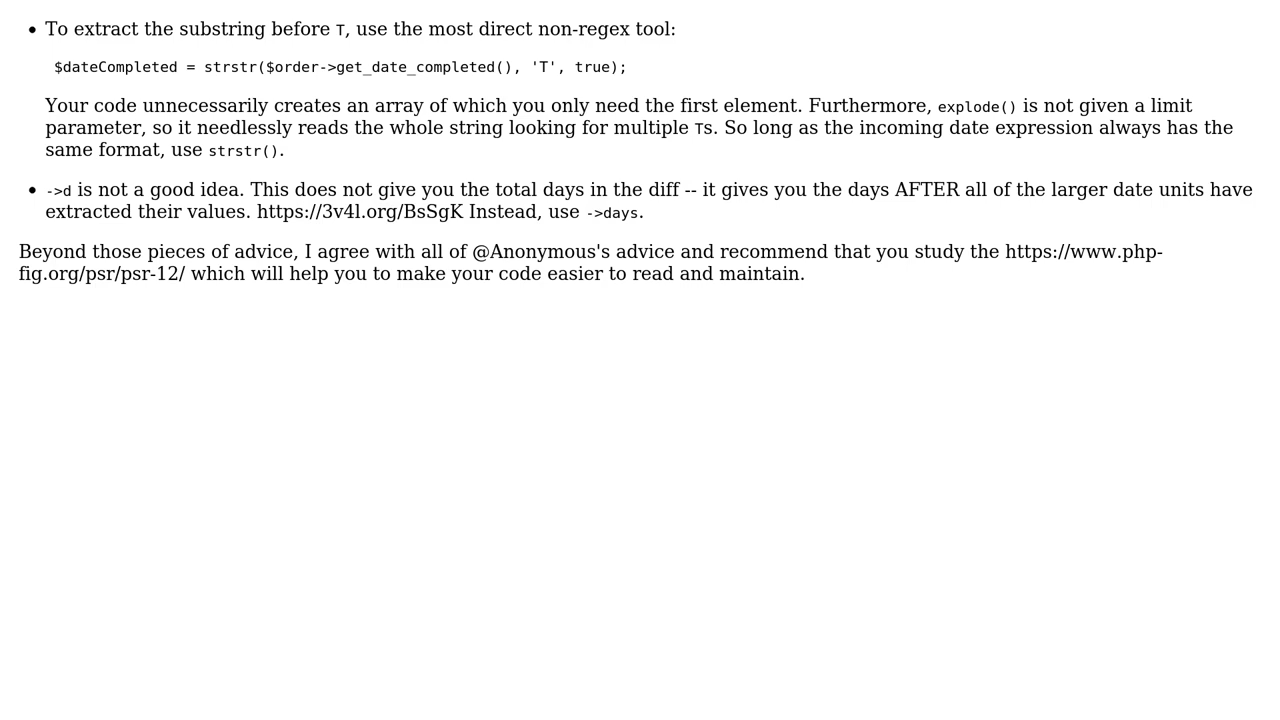 To extract the substring before T, use the most direct non-regex tool:
$dateCompleted = strstr($order->get_date_completed(), 'T', true);
Your code unnecessarily creates an array of which you only need the first element. Furthermore, explode() is not given a limit
parameter, so it needlessly reads the whole string looking for multiple Ts. So long as the incoming date expression always has the
same format, use strstr().
->d is not a good idea. This does not give you the total days in the diff -- it gives you the days AFTER all of the larger date units have
extracted their values. https://3v4l.org/BsSgK Instead, use ->days.
Beyond those pieces of advice, I agree with all of @Anonymous's advice and recommend that you study the https://www.php-
fig.org/psr/psr-12/ which will help you to make your code easier to read and maintain.